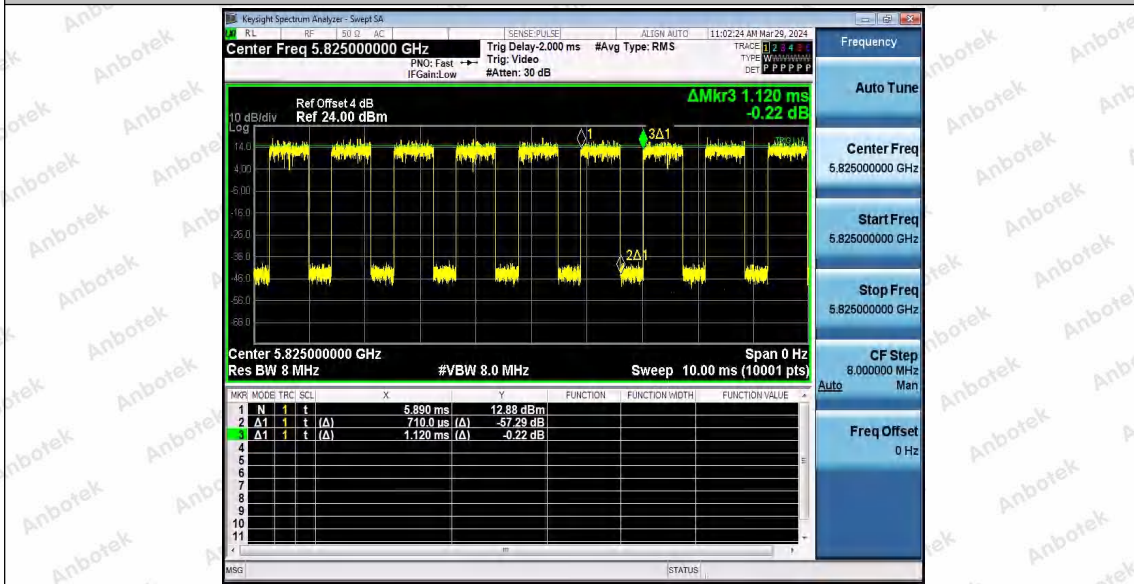 Keysight Spectrum Analyzer - Swept SA
RL RF 50 Ω AC SENSE:PULSE ALIGN AUTO 11:02:24 AM Mar 29, 2024
Center Freq 5.825000000 GHz
PNO: Fast
IFGain:Low
Trig Delay-2.000 ms
Trig: Video
#Atten: 30 dB
#Avg Type: RMS
TRACE 1 2 3 4 5 6
TYPE WWWWWW
DET P P P P P P
Frequency
Auto Tune
Center Freq
5.825000000 GHz
Start Freq
5.825000000 GHz
Stop Freq
5.825000000 GHz
CF Step
8.000000 MHz
Auto Man
Freq Offset
0 Hz
ΔMkr3 1.120 ms
-0.22 dB
Ref Offset 4 dB
10 dB/div Ref 24.00 dBm
Log
14.0
4.00
-6.00
-16.0
-26.0
-36.0
-46.0
-56.0
-66.0
1
3Δ1
2Δ1
Center 5.825000000 GHz Span 0 Hz
Res BW 8 MHz #VBW 8.0 MHz Sweep 10.00 ms (10001 pts)
MKR MODE TRC SCL X Y FUNCTION FUNCTION WIDTH FUNCTION VALUE
1 N 1 t 5.890 ms 12.88 dBm
2 Δ1 1 t (Δ) 710.0 us (Δ) -57.29 dB
3 Δ1 1 t (Δ) 1.120 ms (Δ) -0.22 dB
4
5
6
7
8
9
10
11
MSG STATUS
Anbotek